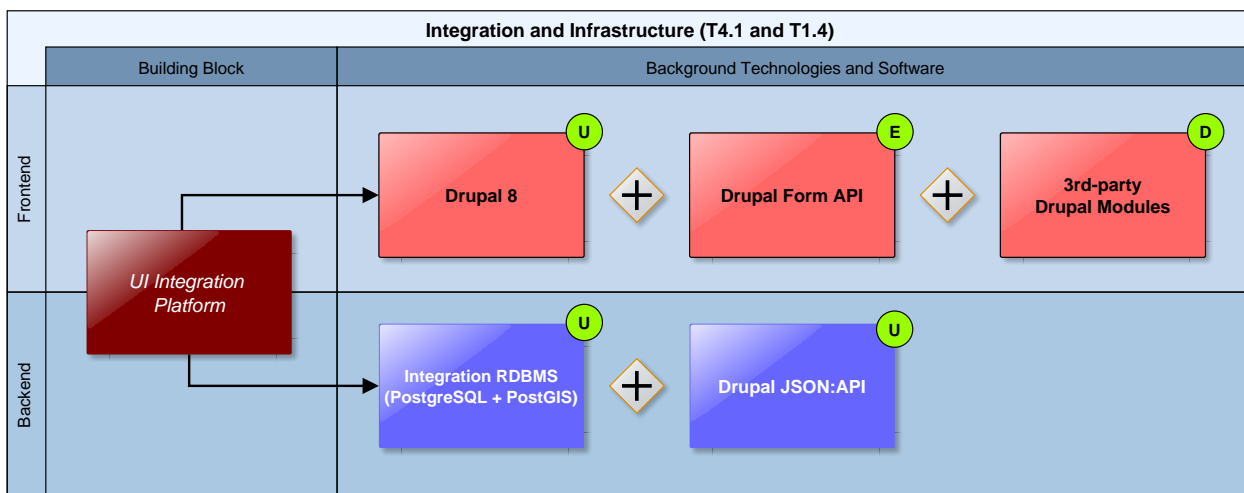 Integration and Infrastructure (T4.1 and T1.4)
Building Block
Background Technologies and Software
Frontend
U
E
D
Drupal 8
Drupal Form API
3rd-party
Drupal Modules
UI Integration
Platform
Backend
U
U
Integration RDBMS
(PostgreSQL + PostGIS)
Drupal JSON:API